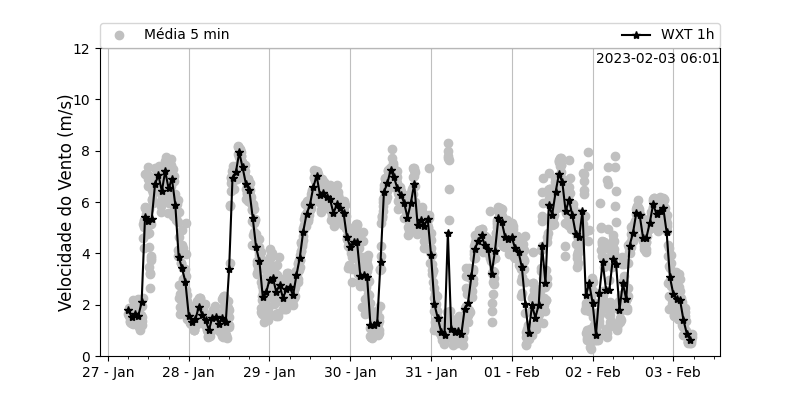 Média 5 min
WXT 1h
2023-02-03 06:01
Velocidade do Vento (m/s)
12
10
8
6
4
2
0
27 - Jan
28 - Jan
29 - Jan
30 - Jan
31 - Jan
01 - Feb
02 - Feb
03 - Feb